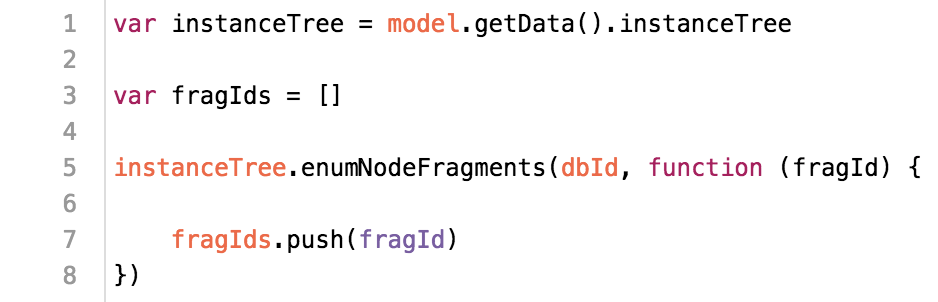 1 var instanceTree = model.getData().instanceTree
2
3 var fragIds = []
4
5 instanceTree.enumNodeFragments(dbId, function (fragId) {
6
7     fragIds.push(fragId)
8 })